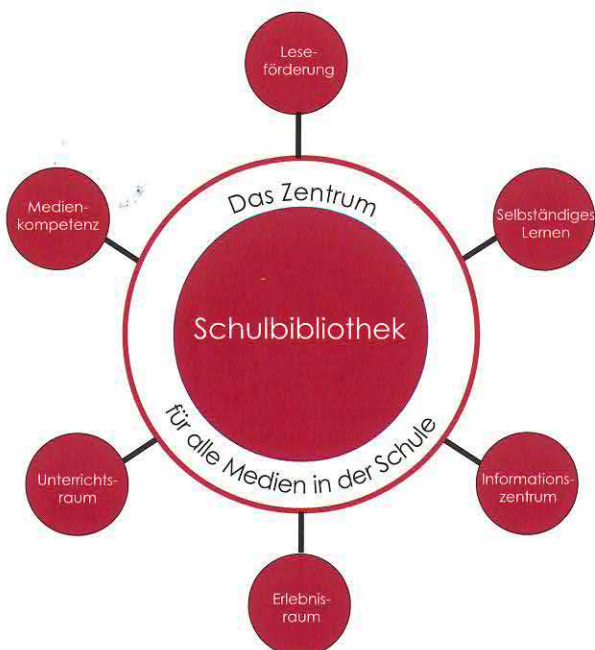 Lese-
förderung
Medien-
kompetenz
Das Zentrum
Selbständiges
Lernen
Schulbibliothek
für alle Medien in der Schule
Unterrichts-
raum
Informations-
zentrum
Erlebnis-
raum